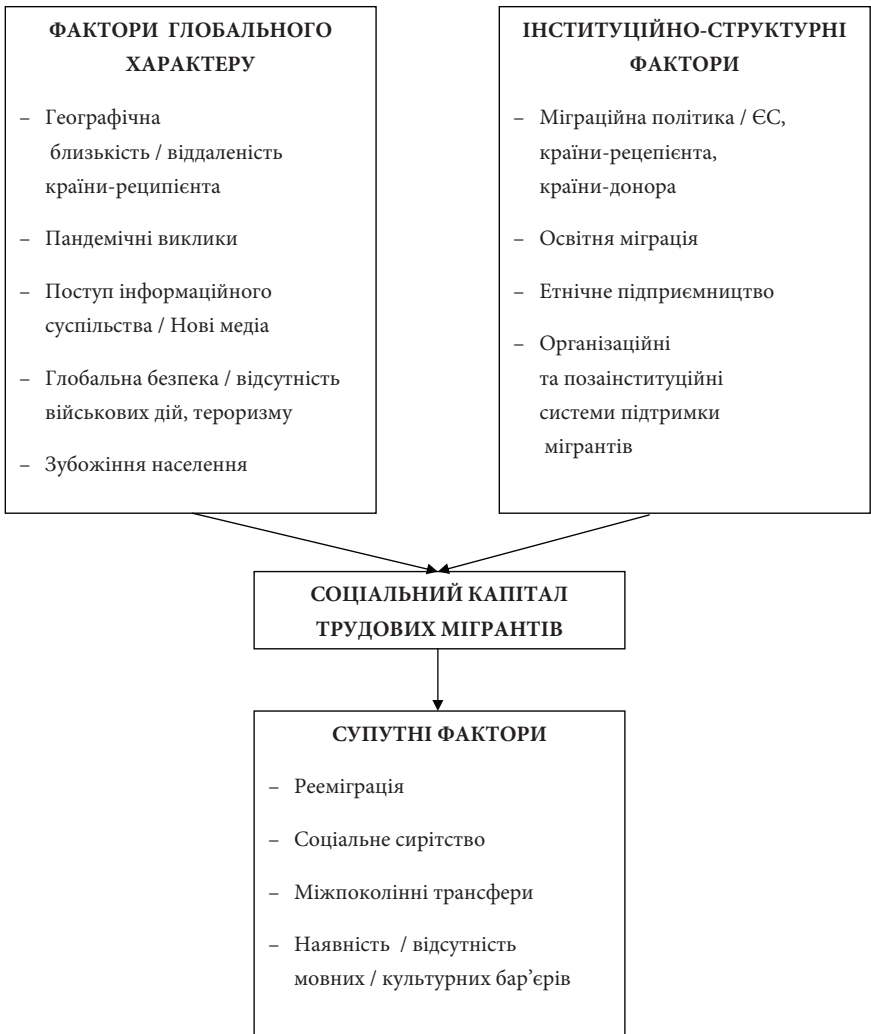 ФАКТОРИ ГЛОБАЛЬНОГО
ХАРАКТЕРУ
– Географічна
близькість / віддаленість
країни-реципієнта
– Пандемічні виклики
– Поступ інформаційного
суспільства / Нові медіа
– Глобальна безпека / відсутність
військових дій, тероризму
– Зубожіння населення
ІНСТИТУЦІЙНО-СТРУКТУРНІ
ФАКТОРИ
– Міграційна політика / ЄС,
країни-рецепієнта,
країни-донора
– Освітня міграція
– Етнічне підприємництво
– Організаційні
та позаінституційні
системи підтримки
мігрантів
СОЦІАЛЬНИЙ КАПІТАЛ
ТРУДОВИХ МІГРАНТІВ
СУПУТНІ ФАКТОРИ
– Рееміграція
– Соціальне сирітство
– Міжпоколінні трансфери
– Наявність / відсутність
мовних / культурних бар’єрів